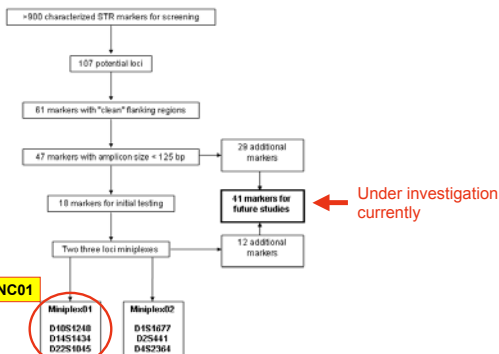 >900 characterized STR markers for screening
107 potential loci
61 markers with "clean" flanking regions
47 markers with amplicon size < 125 bp
29 additional
markers
18 markers for initial testing
41 markers for
future studies
Under investigation
currently
Two three loci miniplexes
12 additional
markers
NC01
Miniplex01
D10S1248
D14S1434
D22S1045
Miniplex02
D1S1677
D2S441
D4S2364